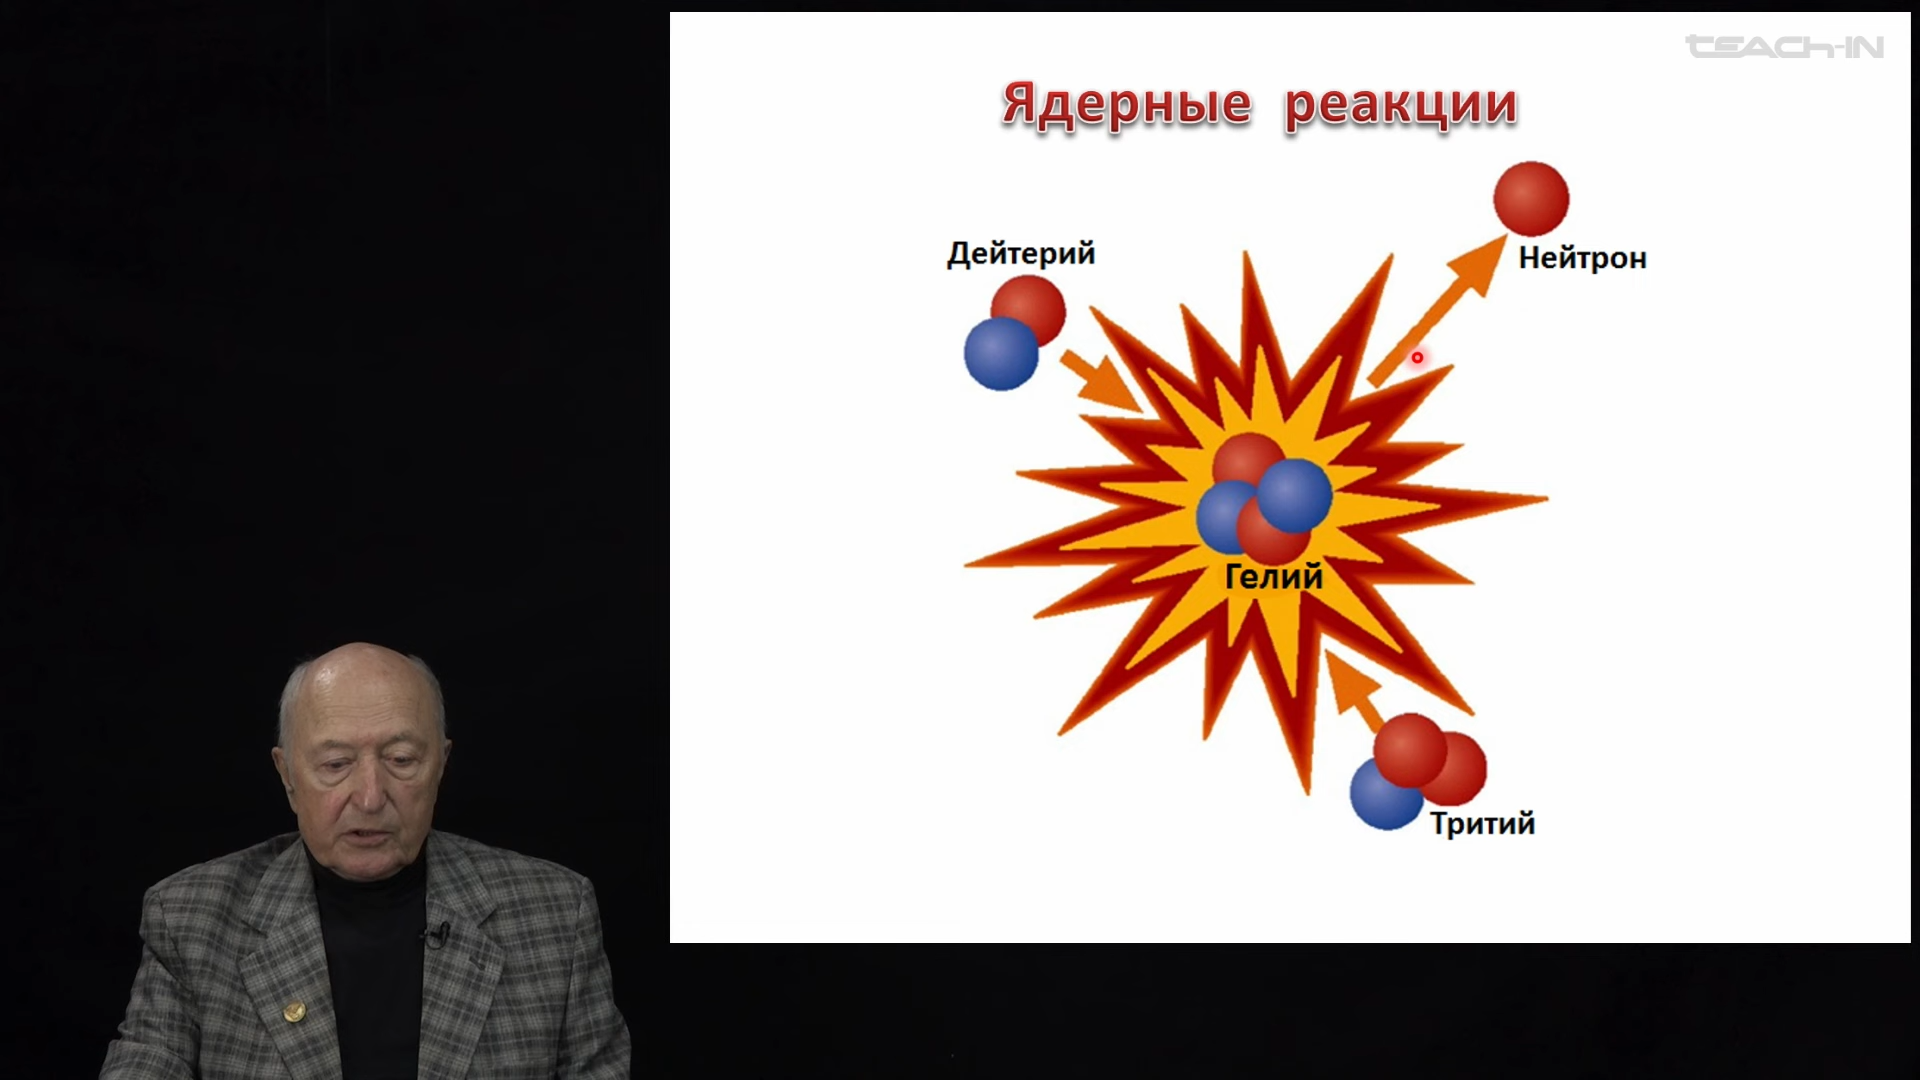 TEACH-IN
Ядерные реакции
Дейтерий
Нейтрон
Гелий
Тритий